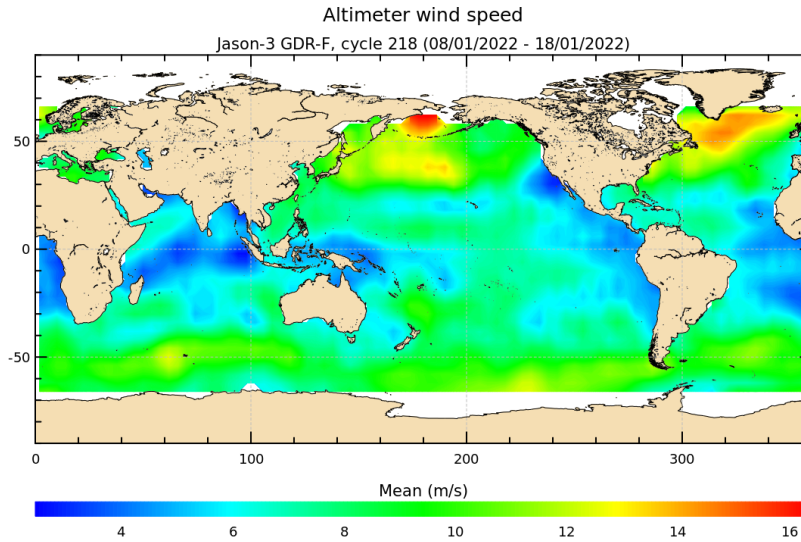 Altimeter wind speed
Jason-3 GDR-F, cycle 218 (08/01/2022 - 18/01/2022)
50
0
-50
0 100 200 300
Mean (m/s)
4 6 8 10 12 14 16